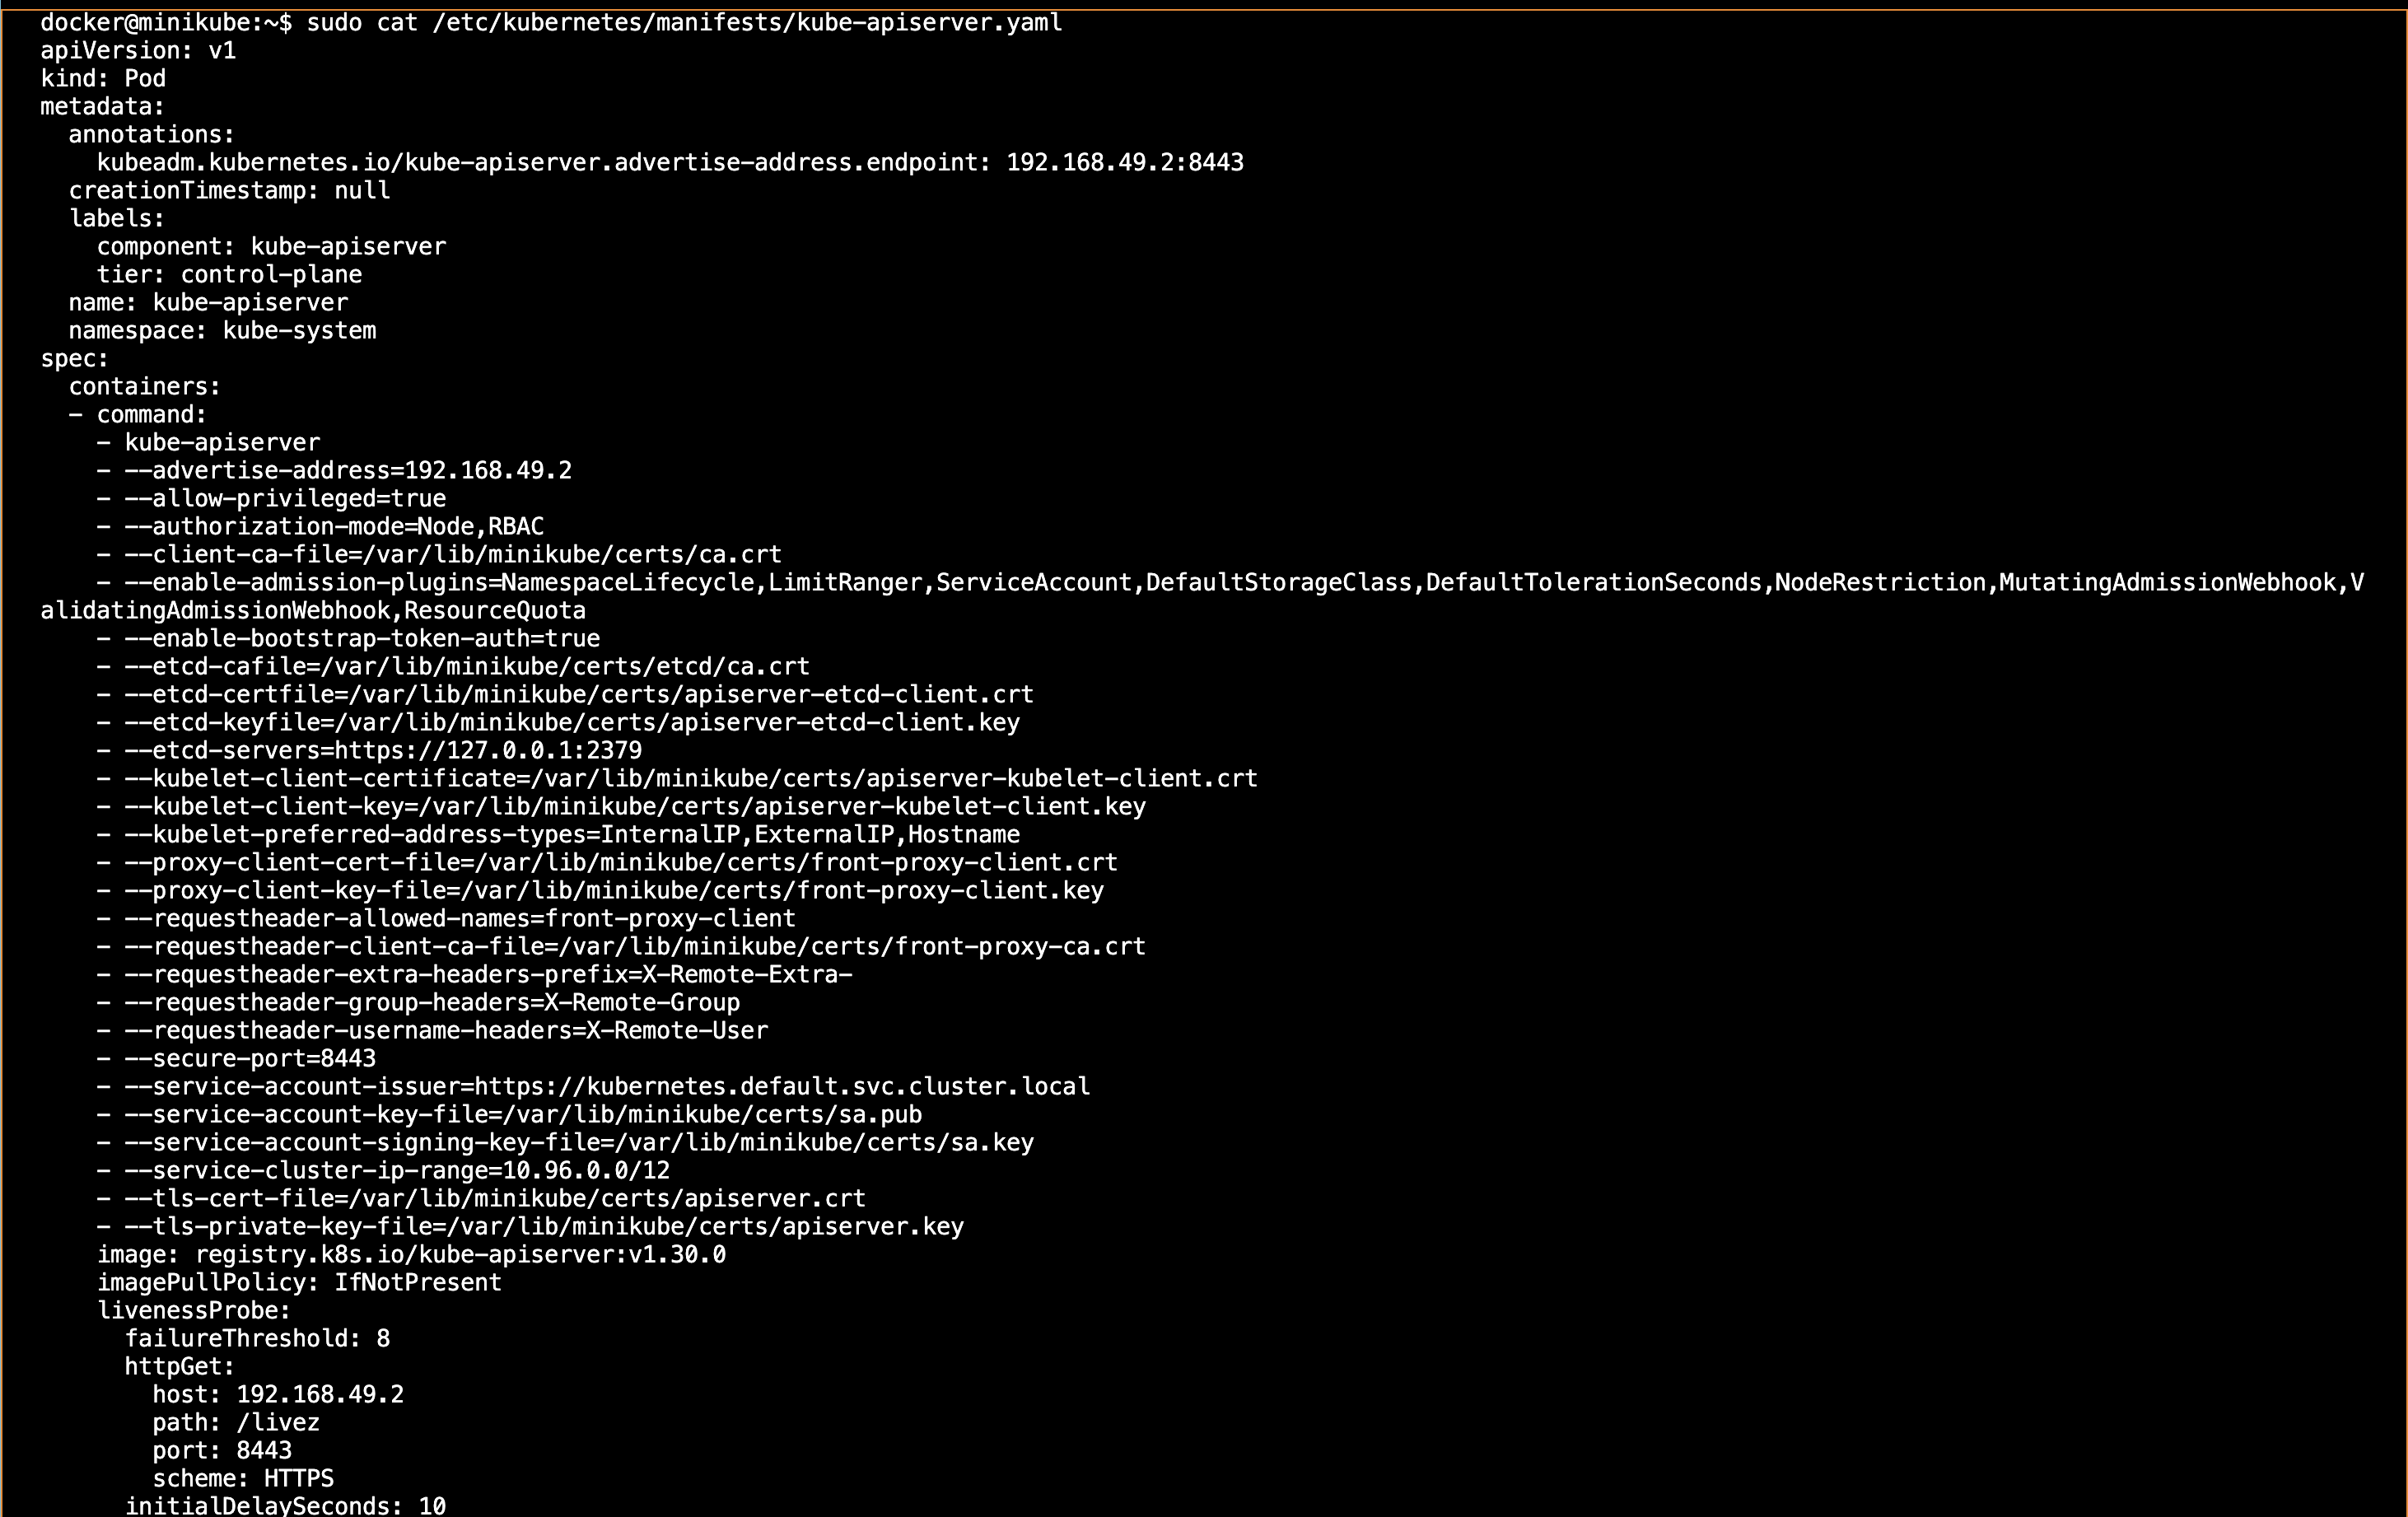 docker@minikube:~$ sudo cat /etc/kubernetes/manifests/kube-apiserver.yaml
apiVersion: v1
kind: Pod
metadata:
  annotations:
    kubeadm.kubernetes.io/kube-apiserver.advertise-address.endpoint: 192.168.49.2:8443
  creationTimestamp: null
  labels:
    component: kube-apiserver
    tier: control-plane
  name: kube-apiserver
  namespace: kube-system
spec:
  containers:
  - command:
    - kube-apiserver
    - --advertise-address=192.168.49.2
    - --allow-privileged=true
    - --authorization-mode=Node,RBAC
    - --client-ca-file=/var/lib/minikube/certs/ca.crt
    - --enable-admission-plugins=NamespaceLifecycle,LimitRanger,ServiceAccount,DefaultStorageClass,DefaultTolerationSeconds,NodeRestriction,MutatingAdmissionWebhook,V
alidatingAdmissionWebhook,ResourceQuota
    - --enable-bootstrap-token-auth=true
    - --etcd-cafile=/var/lib/minikube/certs/etcd/ca.crt
    - --etcd-certfile=/var/lib/minikube/certs/apiserver-etcd-client.crt
    - --etcd-keyfile=/var/lib/minikube/certs/apiserver-etcd-client.key
    - --etcd-servers=https://127.0.0.1:2379
    - --kubelet-client-certificate=/var/lib/minikube/certs/apiserver-kubelet-client.crt
    - --kubelet-client-key=/var/lib/minikube/certs/apiserver-kubelet-client.key
    - --kubelet-preferred-address-types=InternalIP,ExternalIP,Hostname
    - --proxy-client-cert-file=/var/lib/minikube/certs/front-proxy-client.crt
    - --proxy-client-key-file=/var/lib/minikube/certs/front-proxy-client.key
    - --requestheader-allowed-names=front-proxy-client
    - --requestheader-client-ca-file=/var/lib/minikube/certs/front-proxy-ca.crt
    - --requestheader-extra-headers-prefix=X-Remote-Extra-
    - --requestheader-group-headers=X-Remote-Group
    - --requestheader-username-headers=X-Remote-User
    - --secure-port=8443
    - --service-account-issuer=https://kubernetes.default.svc.cluster.local
    - --service-account-key-file=/var/lib/minikube/certs/sa.pub
    - --service-account-signing-key-file=/var/lib/minikube/certs/sa.key
    - --service-cluster-ip-range=10.96.0.0/12
    - --tls-cert-file=/var/lib/minikube/certs/apiserver.crt
    - --tls-private-key-file=/var/lib/minikube/certs/apiserver.key
    image: registry.k8s.io/kube-apiserver:v1.30.0
    imagePullPolicy: IfNotPresent
    livenessProbe:
      failureThreshold: 8
      httpGet:
        host: 192.168.49.2
        path: /livez
        port: 8443
        scheme: HTTPS
      initialDelaySeconds: 10